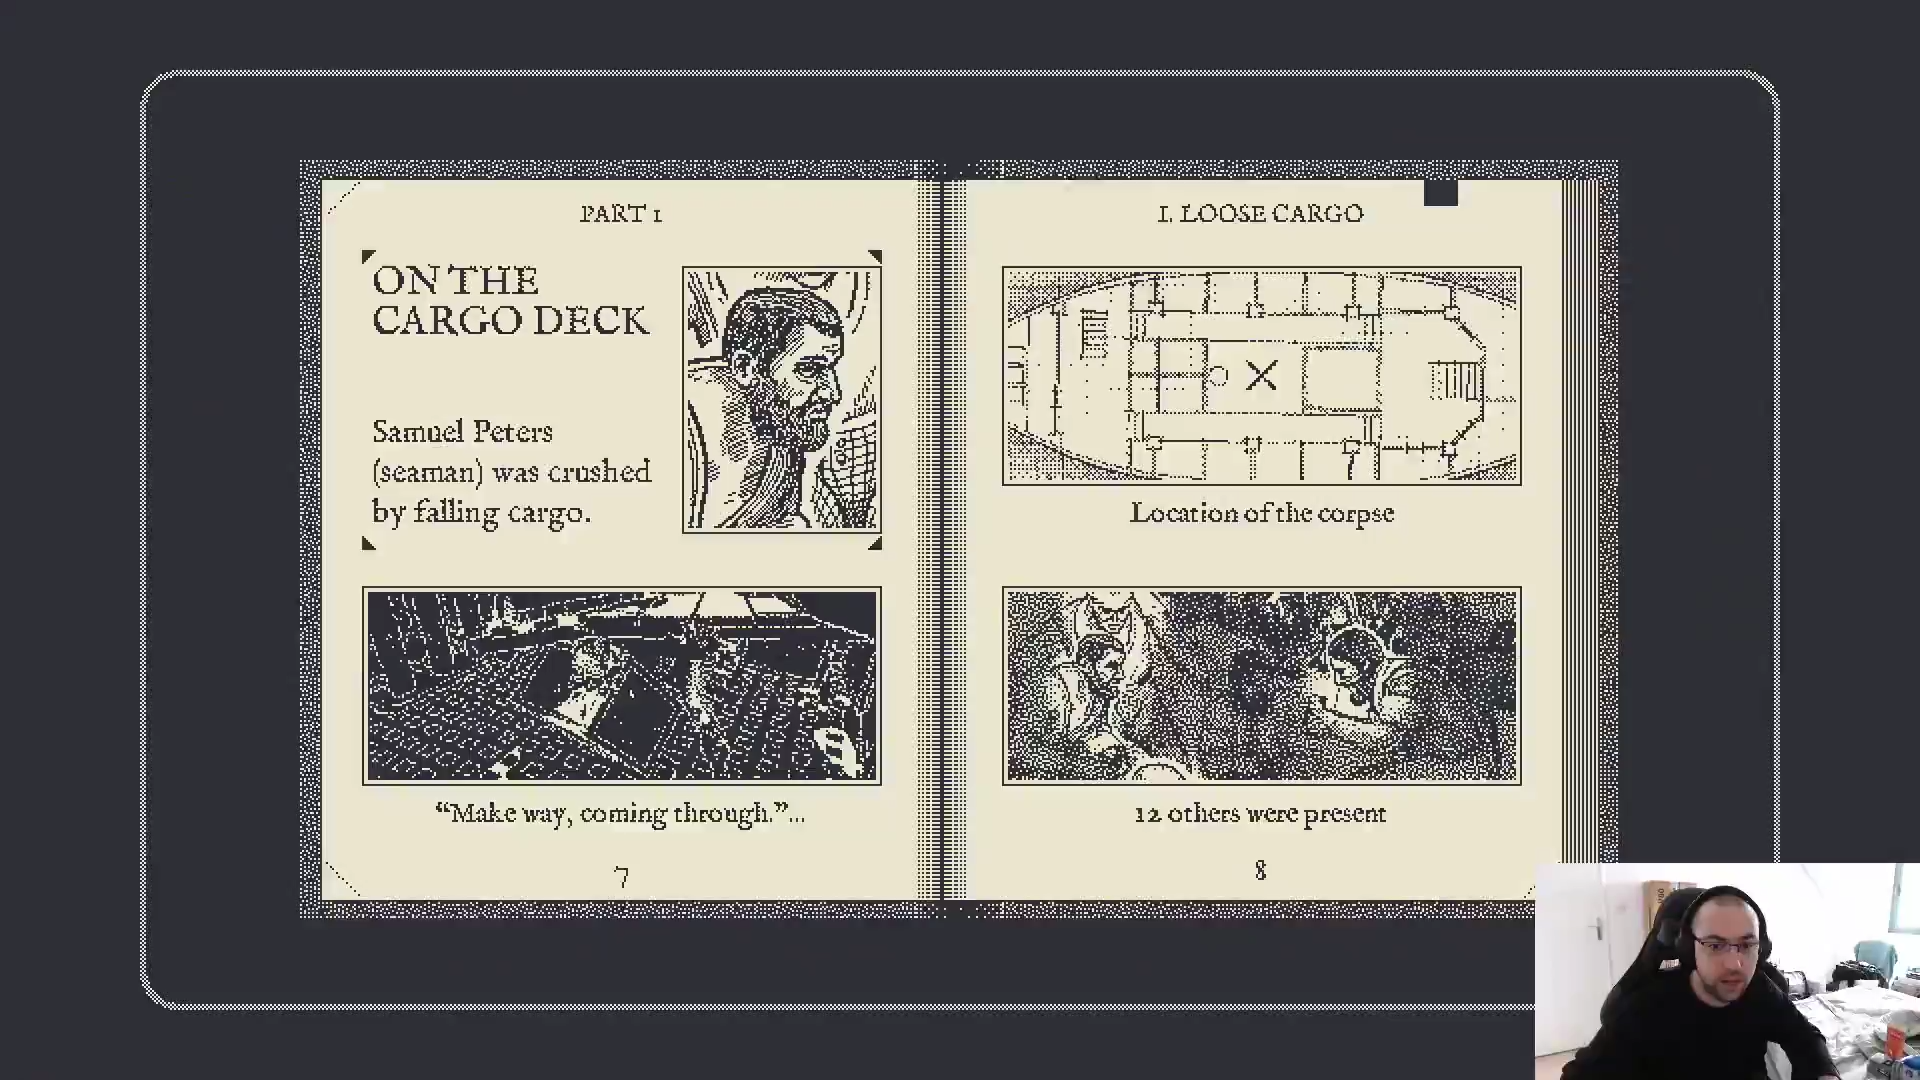 PART 1
ON THE
CARGO DECK
Samuel Peters
(seaman) was crushed
by falling cargo.
“Make way, coming through.”...
7
I. LOOSE CARGO
Location of the corpse
12 others were present
8